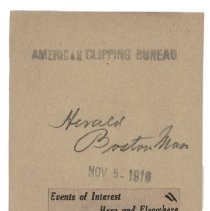 AMERICAN CLIPPING BUREAU
Herald
Boston Mass
NOV 5 - 1916
Events of Interest
Here and Elsewhere